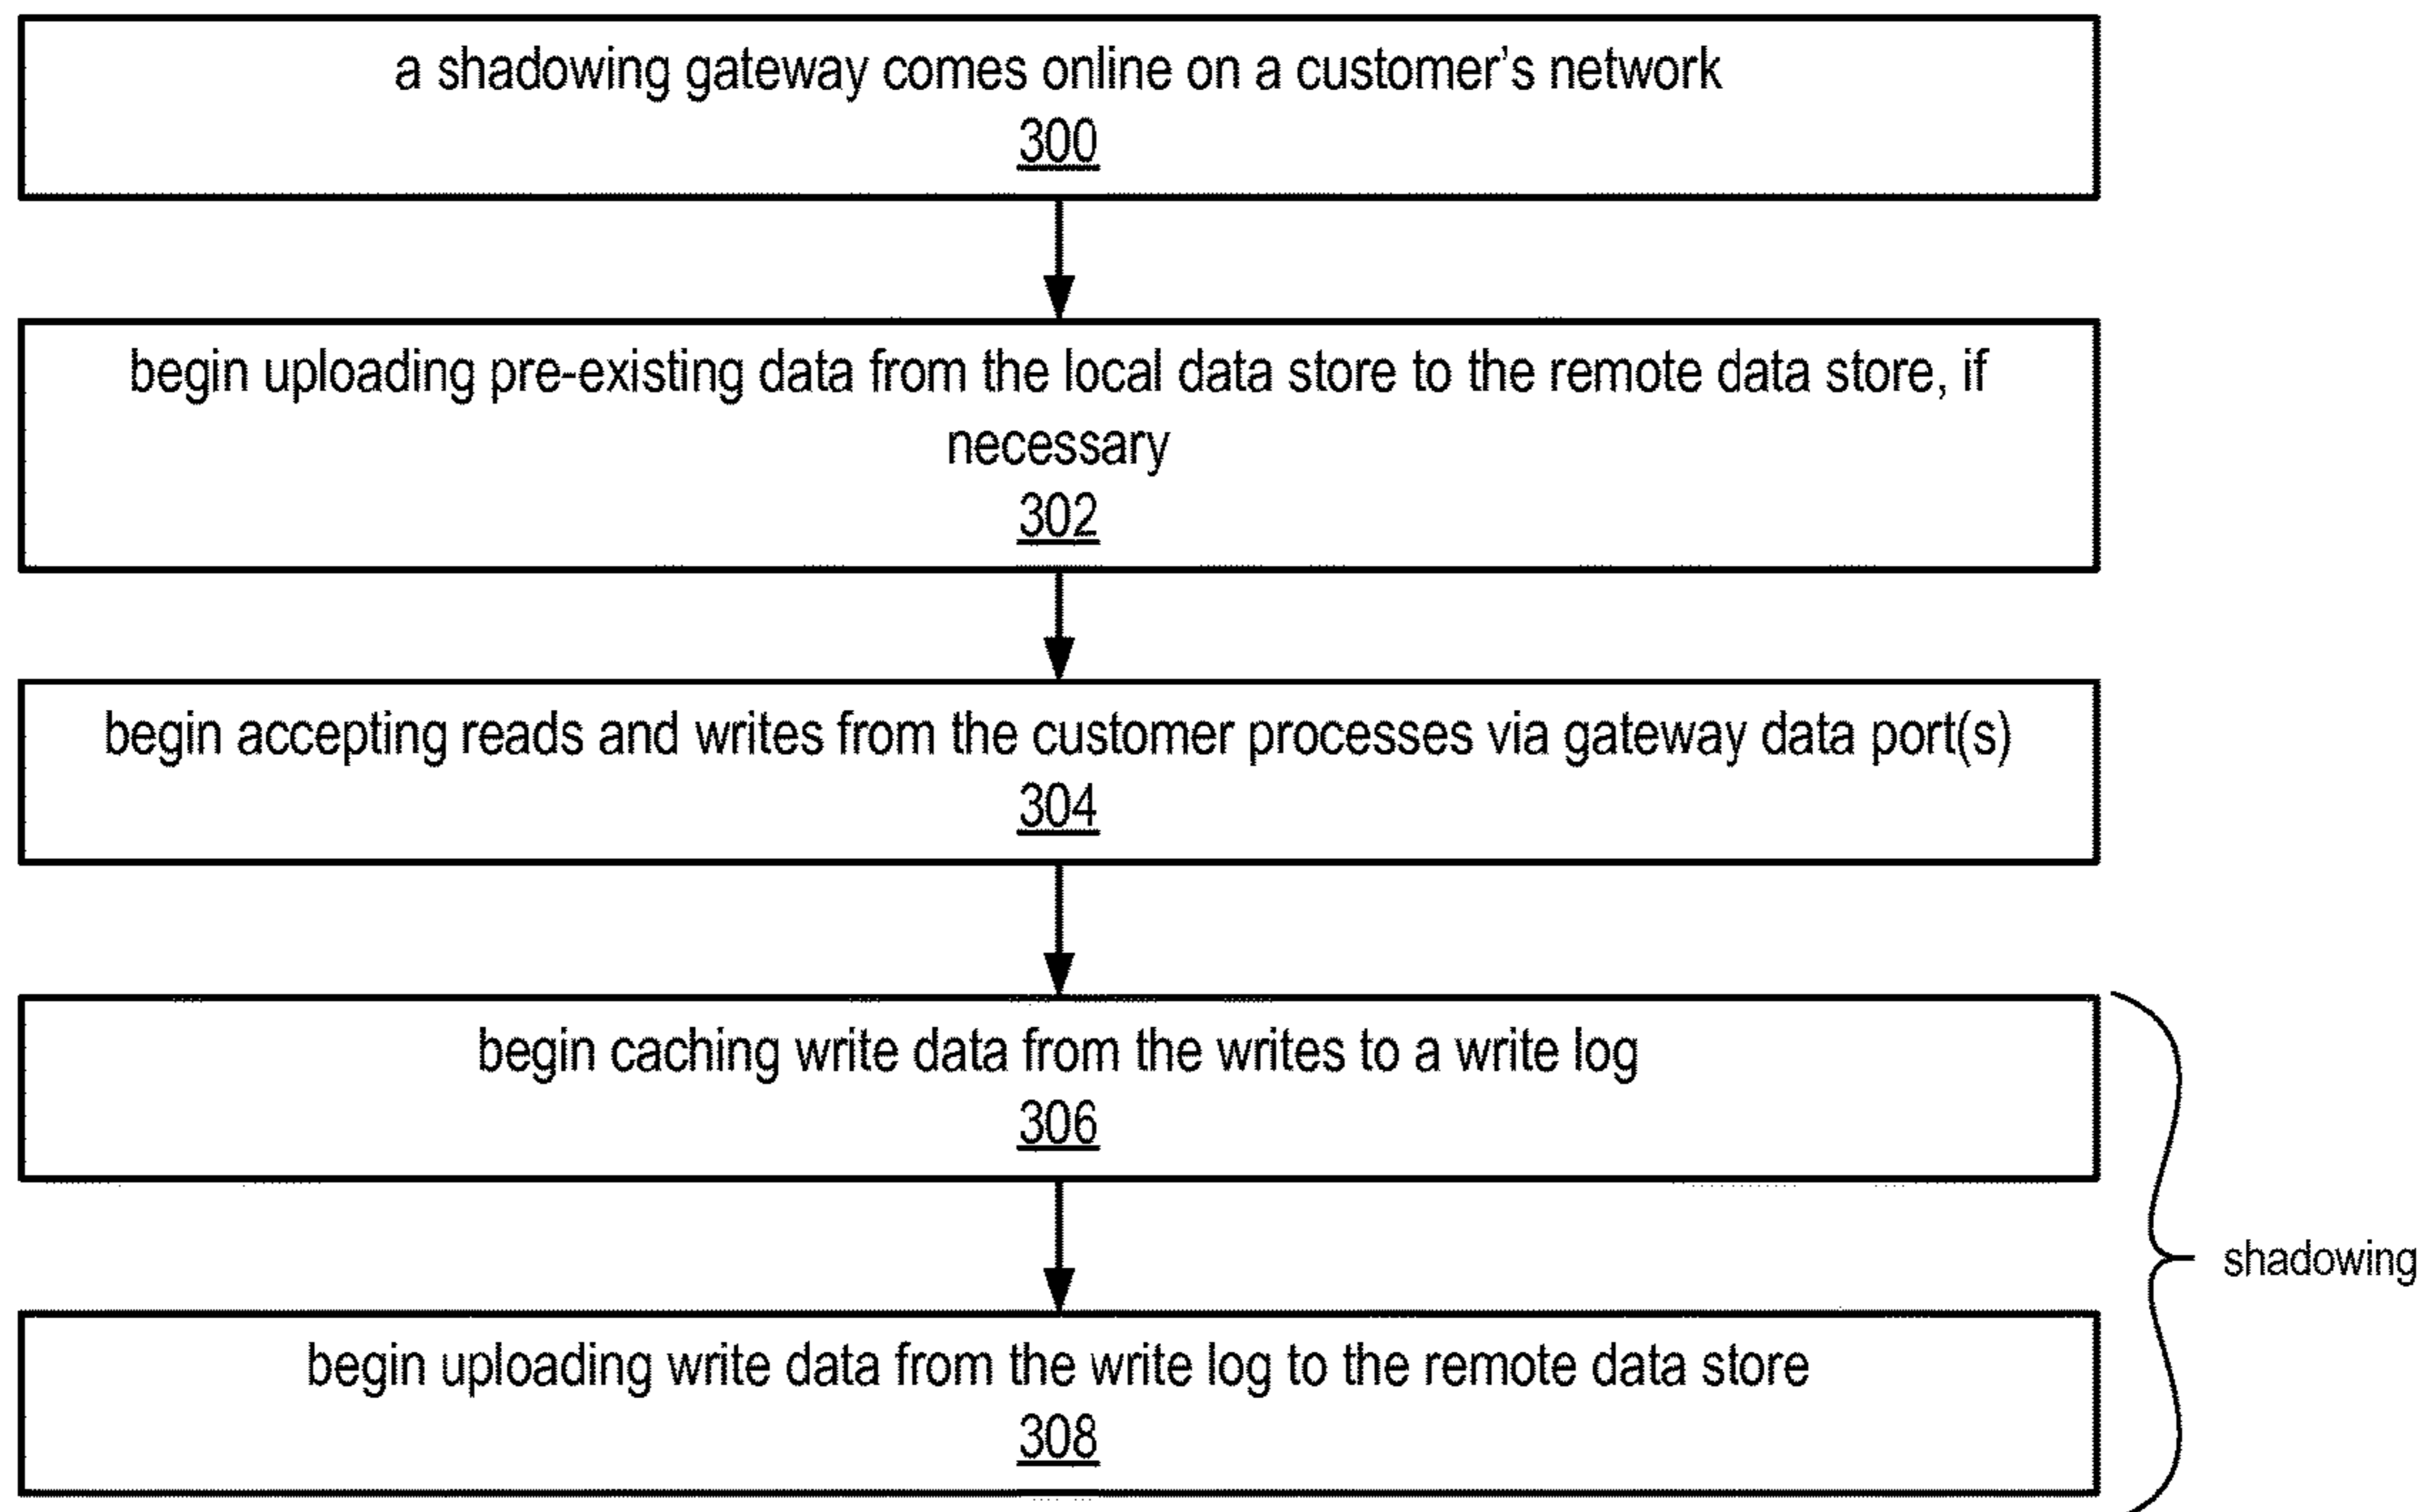 a shadowing gateway comes online on a customer's network
300
begin uploading pre-existing data from the local data store to the remote data store, if
necessary
302
begin accepting reads and writes from the customer processes via gateway data port(s)
304
begin caching write data from the writes to a write log
306
shadowing
begin uploading write data from the write log to the remote data store
308